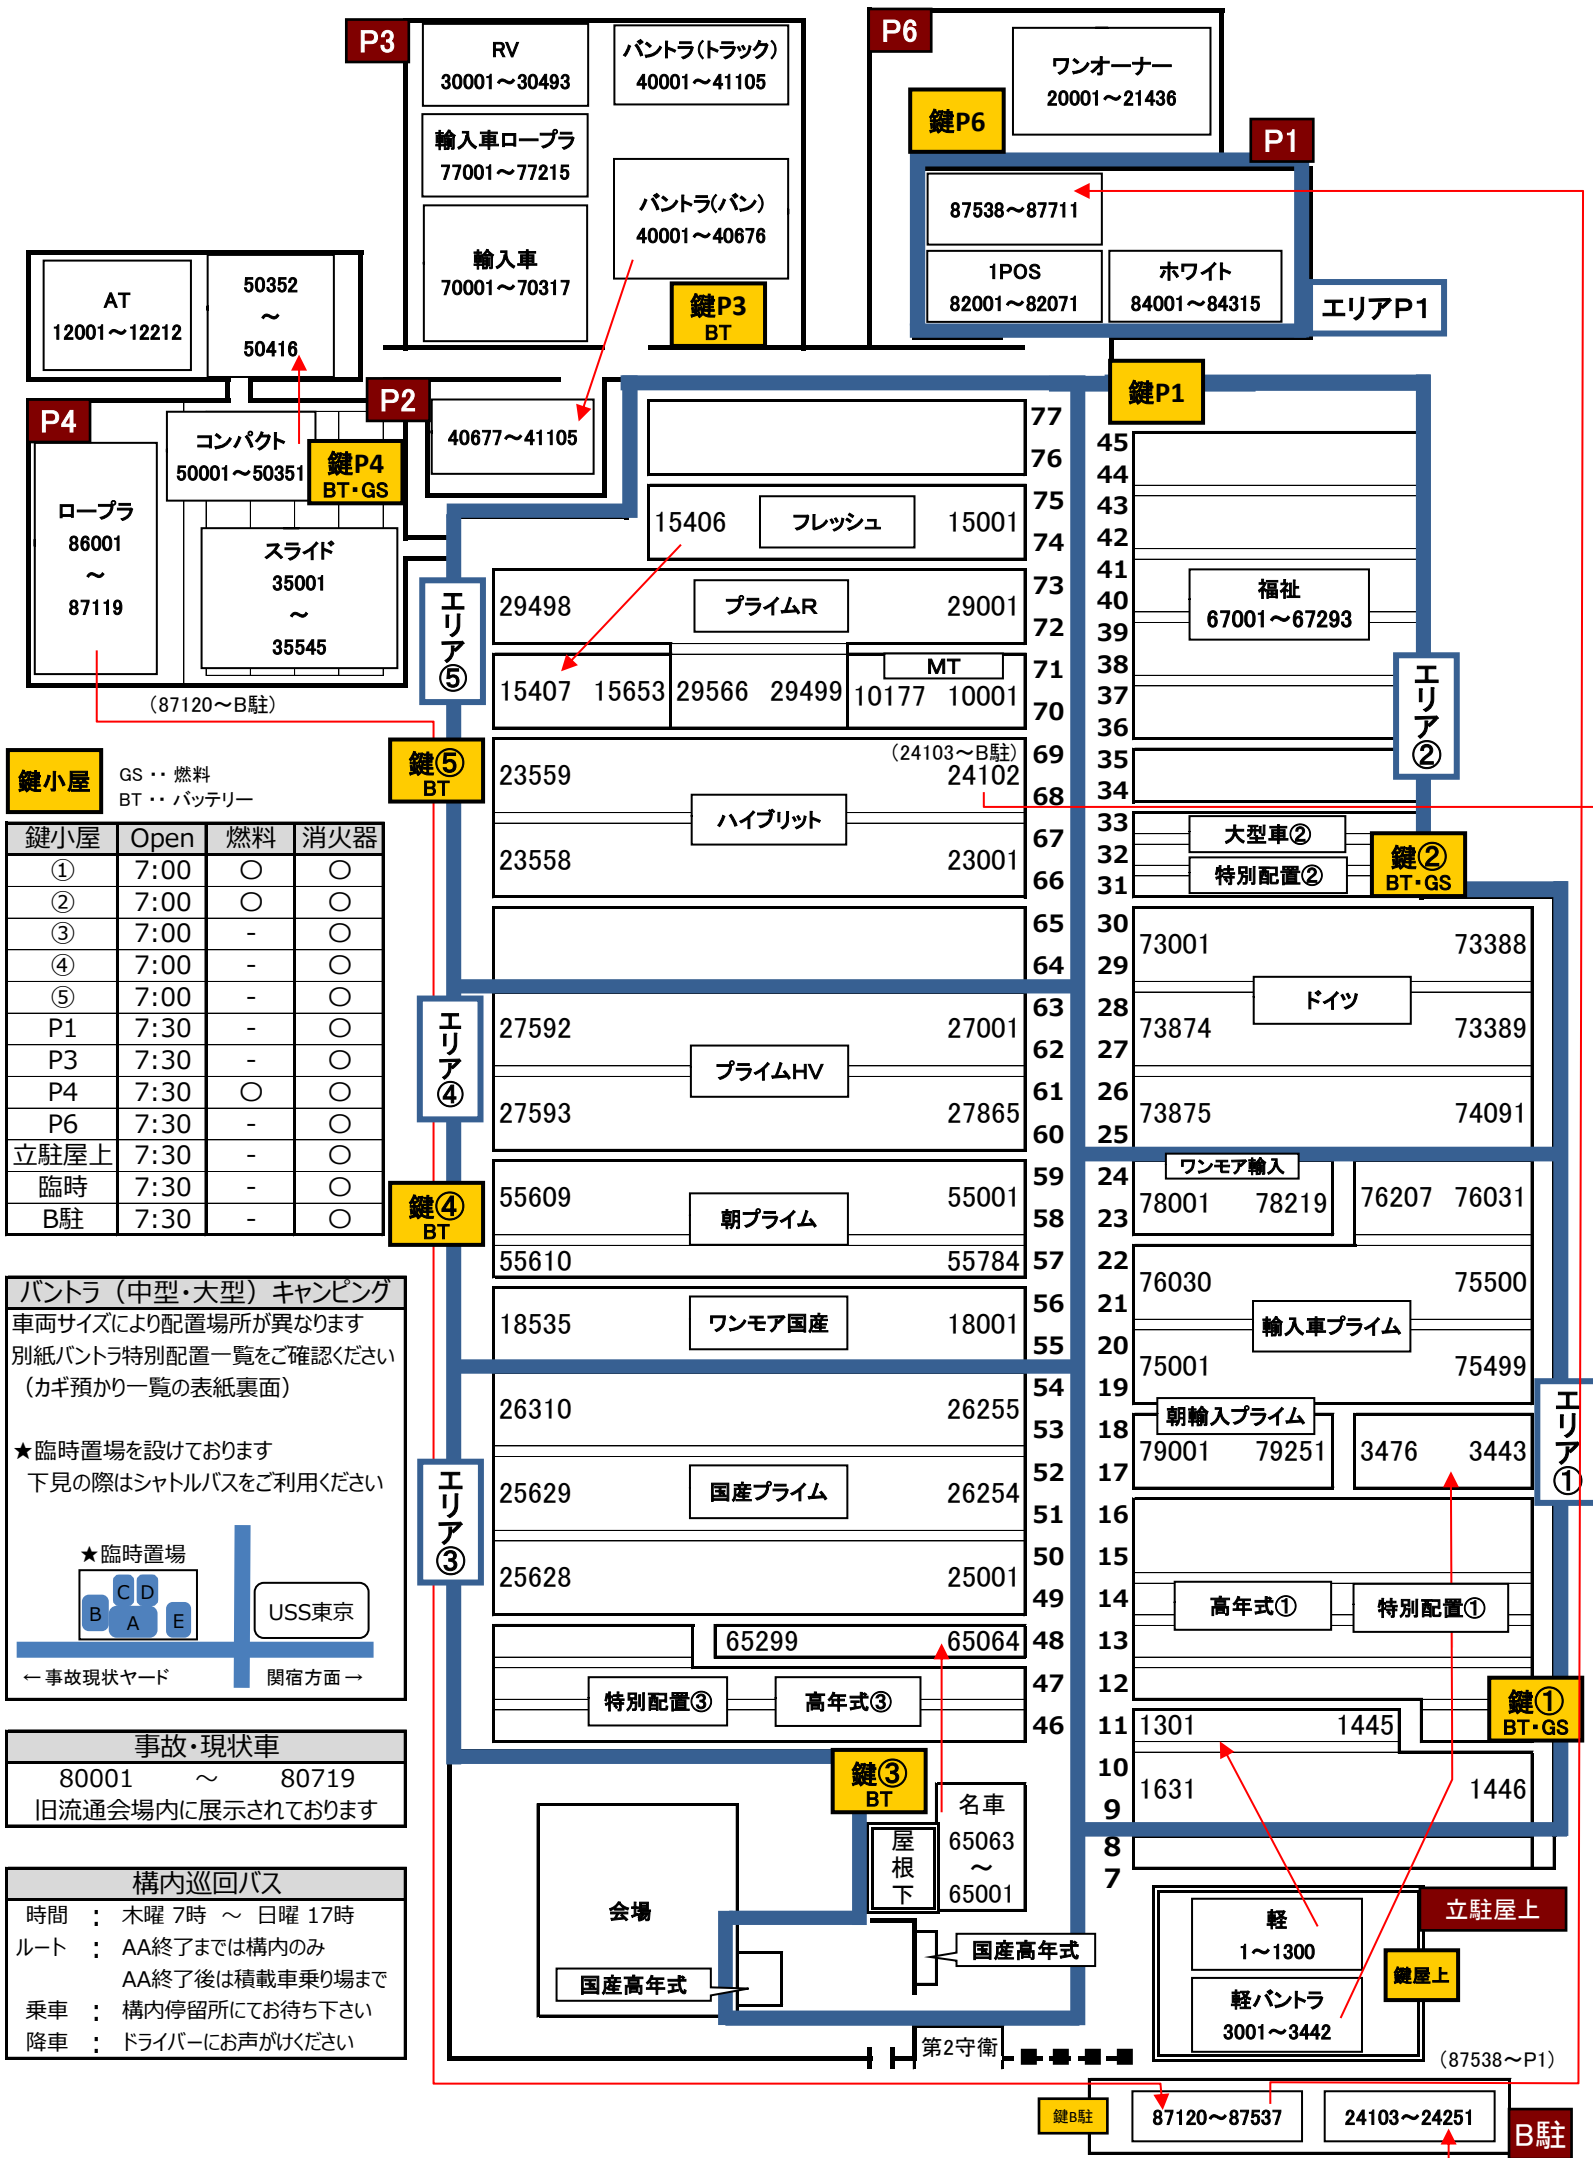 P3
RV
30001～30493
バントラ(トラック)
40001～41105
輸入車ロープラ
77001～77215
バントラ(バン)
40001～40676
輸入車
70001～70317
鍵P3
BT
P6
ワンオーナー
20001～21436
鍵P6
P1
87538～87711
1POS
82001～82071
ホワイト
84001～84315
エリアP1
鍵P1
AT
12001～12212
50352
～
50416
P4
コンパクト
50001～50351
鍵P4
BT・GS
ロープラ
86001
～
87119
スライド
35001
～
35545
(87120～B駐)
P2
40677～41105
77
76
75
15406 フレッシュ 15001
74
73
29498 プライムR 29001
72
MT
71
15407 15653 29566 29499 10177 10001
70
(24103～B駐)
69
23559 24102
68
ハイブリット
67
23558 23001
66
65
64
63
27592 27001
62
プライムHV
61
27593 27865
60
59
55609 55001
朝プライム
58
55610 55784 57
56
18535 ワンモア国産 18001
55
54
26310 26255
53
52
25629 国産プライム 26254
51
50
25628 25001
49
65299 65064 48
47
特別配置③ 高年式③
46
エリア⑤
鍵⑤
BT
エリア④
鍵④
BT
エリア③
鍵③
BT
45
44
43
42
41
40
福祉
67001～67293
39
38
37
36
35
34
33
大型車②
32
特別配置②
31
エリア②
鍵②
BT・GS
30
73001 73388
29
ドイツ
28
73874 73389
27
26
73875 74091
25
ワンモア輸入
24
78001 78219 76207 76031
23
22
76030 75500
21
輸入車プライム
20
75001 75499
19
朝輸入プライム
18
79001 79251 3476 3443
17
エリア①
16
15
14
高年式① 特別配置①
13
12
鍵①
BT・GS
11 1301 1445
10
1631 1446
9
8
7
鍵小屋
GS ‥ 燃料
BT ‥ バッテリー
鍵小屋 Open 燃料 消火器
① 7:00 ○ ○
② 7:00 ○ ○
③ 7:00 - ○
④ 7:00 - ○
⑤ 7:00 - ○
P1 7:30 - ○
P3 7:30 - ○
P4 7:30 ○ ○
P6 7:30 - ○
立駐屋上 7:30 - ○
臨時 7:30 - ○
B駐 7:30 - ○
バントラ（中型・大型）キャンピング
車両サイズにより配置場所が異なります
別紙バントラ特別配置一覧をご確認ください
（カギ預かり一覧の表紙裏面）
★臨時置場を設けております
下見の際はシャトルバスをご利用ください
★臨時置場
C D
B A E
USS東京
←事故現状ヤード 関宿方面→
事故・現状車
80001 ～ 80719
旧流通会場内に展示されております
構内巡回バス
時間 ： 木曜 7時 ～ 日曜 17時
ルート ： AA終了までは構内のみ
AA終了後は積載車乗り場まで
乗車 ： 構内停留所にてお待ち下さい
降車 ： ドライバーにお声がけください
会場
国産高年式
屋根下
名車
65063
～
65001
国産高年式
第2守衛
立駐屋上
軽
1～1300
鍵屋上
軽バントラ
3001～3442
(87538～P1)
鍵B駐
87120～87537
24103～24251
B駐